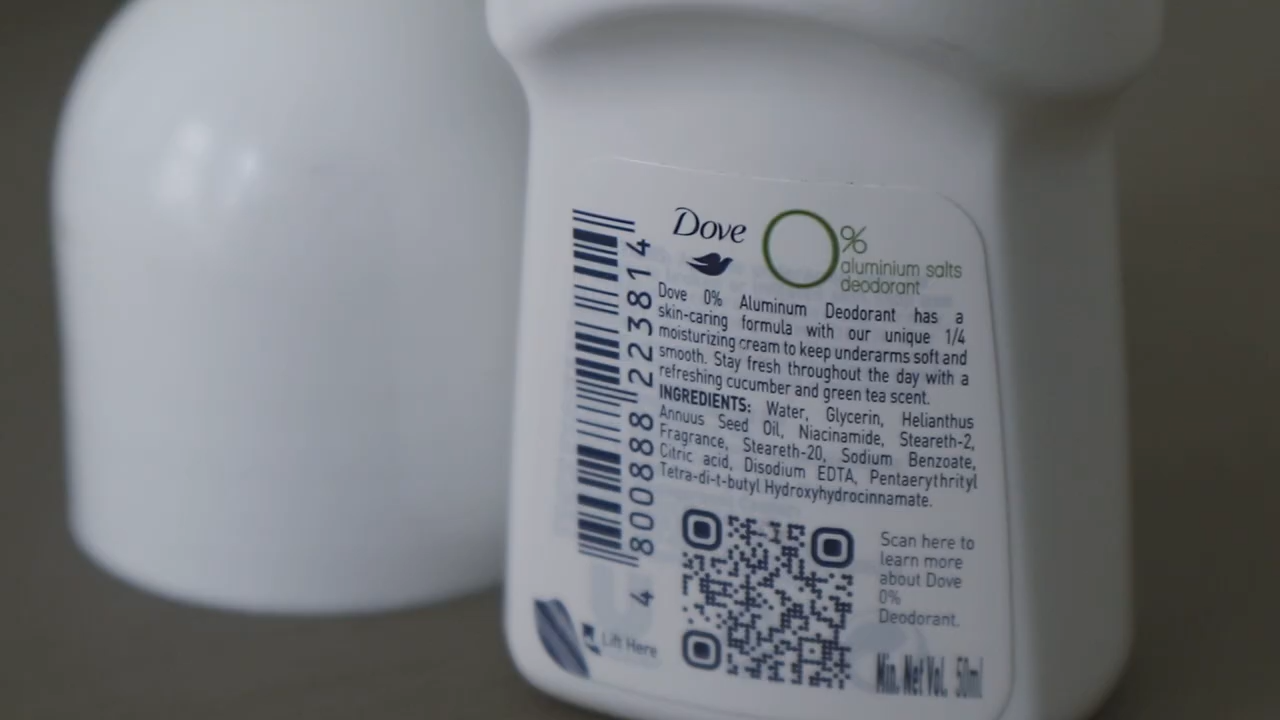 Dove 0%
aluminium salts
deodorant
Dove 0% Aluminum Deodorant has a
skin-caring formula with our unique 1/4
moisturizing cream to keep underarms soft and
smooth. Stay fresh throughout the day with a
refreshing cucumber and green tea scent.
INGREDIENTS: Water, Glycerin, Helianthus
Annuus Seed Oil, Niacinamide, Steareth-2,
Fragrance, Steareth-20, Sodium Benzoate,
Citric acid, Disodium EDTA, Pentaerythrityl
Tetra-di-t-butyl Hydroxyhydrocinnamate.
4 800888 223814
Scan here to
learn more
about Dove
0%
Deodorant.
Lift Here
Min. Net Vol. 50ml